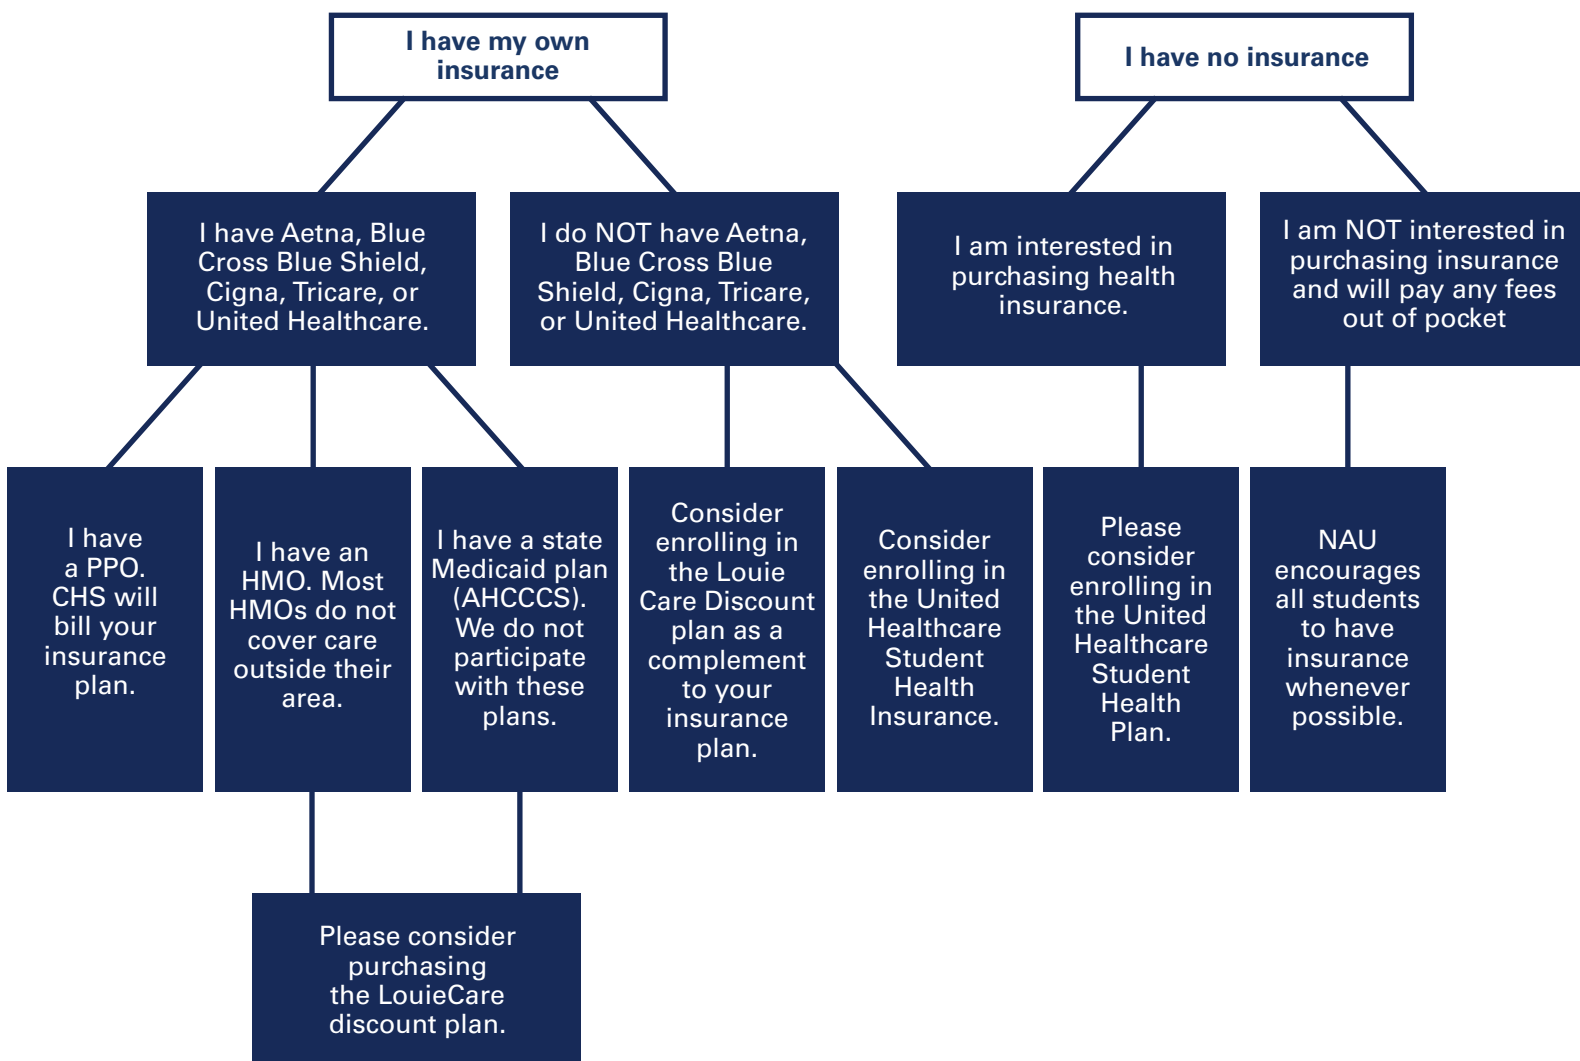 I have my own
insurance
I have no insurance
I have Aetna, Blue
Cross Blue Shield,
Cigna, Tricare, or
United Healthcare.
I do NOT have Aetna,
Blue Cross Blue
Shield, Cigna, Tricare,
or United Healthcare.
I am interested in
purchasing health
insurance.
I am NOT interested in
purchasing insurance
and will pay any fees
out of pocket
I have
a PPO.
CHS will
bill your
insurance
plan.
I have an
HMO. Most
HMOs do not
cover care
outside their
area.
I have a state
Medicaid plan
(AHCCCS).
We do not
participate
with these
plans.
Consider
enrolling in
the Louie
Care Discount
plan as a
complement
to your
insurance
plan.
Consider
enrolling in
the United
Healthcare
Student
Health
Insurance.
Please
consider
enrolling in
the United
Healthcare
Student
Health
Plan.
NAU
encourages
all students
to have
insurance
whenever
possible.
Please consider
purchasing
the LouieCare
discount plan.